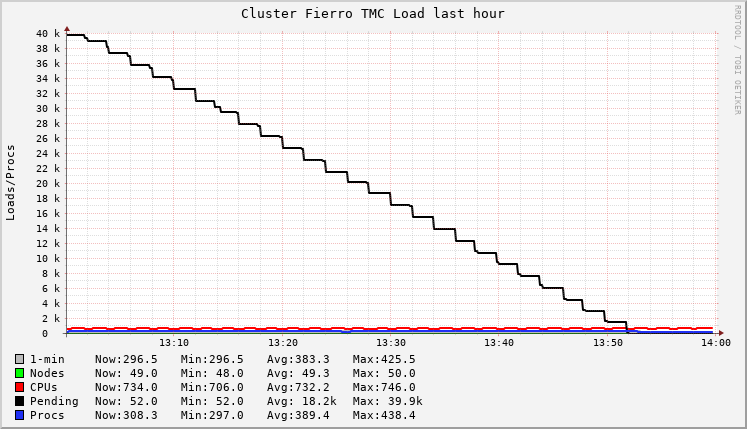 Cluster Fierro TMC Load last hour
RRDTOOL / TOBI OETIKER
Loads/Procs
40 k
38 k
36 k
34 k
32 k
30 k
28 k
26 k
24 k
22 k
20 k
18 k
16 k
14 k
12 k
10 k
8 k
6 k
4 k
2 k
0
13:10 13:20 13:30 13:40 13:50 14:00
1-min Now:296.5 Min:296.5 Avg:383.3 Max:425.5
Nodes Now: 49.0 Min: 48.0 Avg: 49.3 Max: 50.0
CPUs Now:734.0 Min:706.0 Avg:732.2 Max:746.0
Pending Now: 52.0 Min: 52.0 Avg: 18.2k Max: 39.9k
Procs Now:308.3 Min:297.0 Avg:389.4 Max:438.4